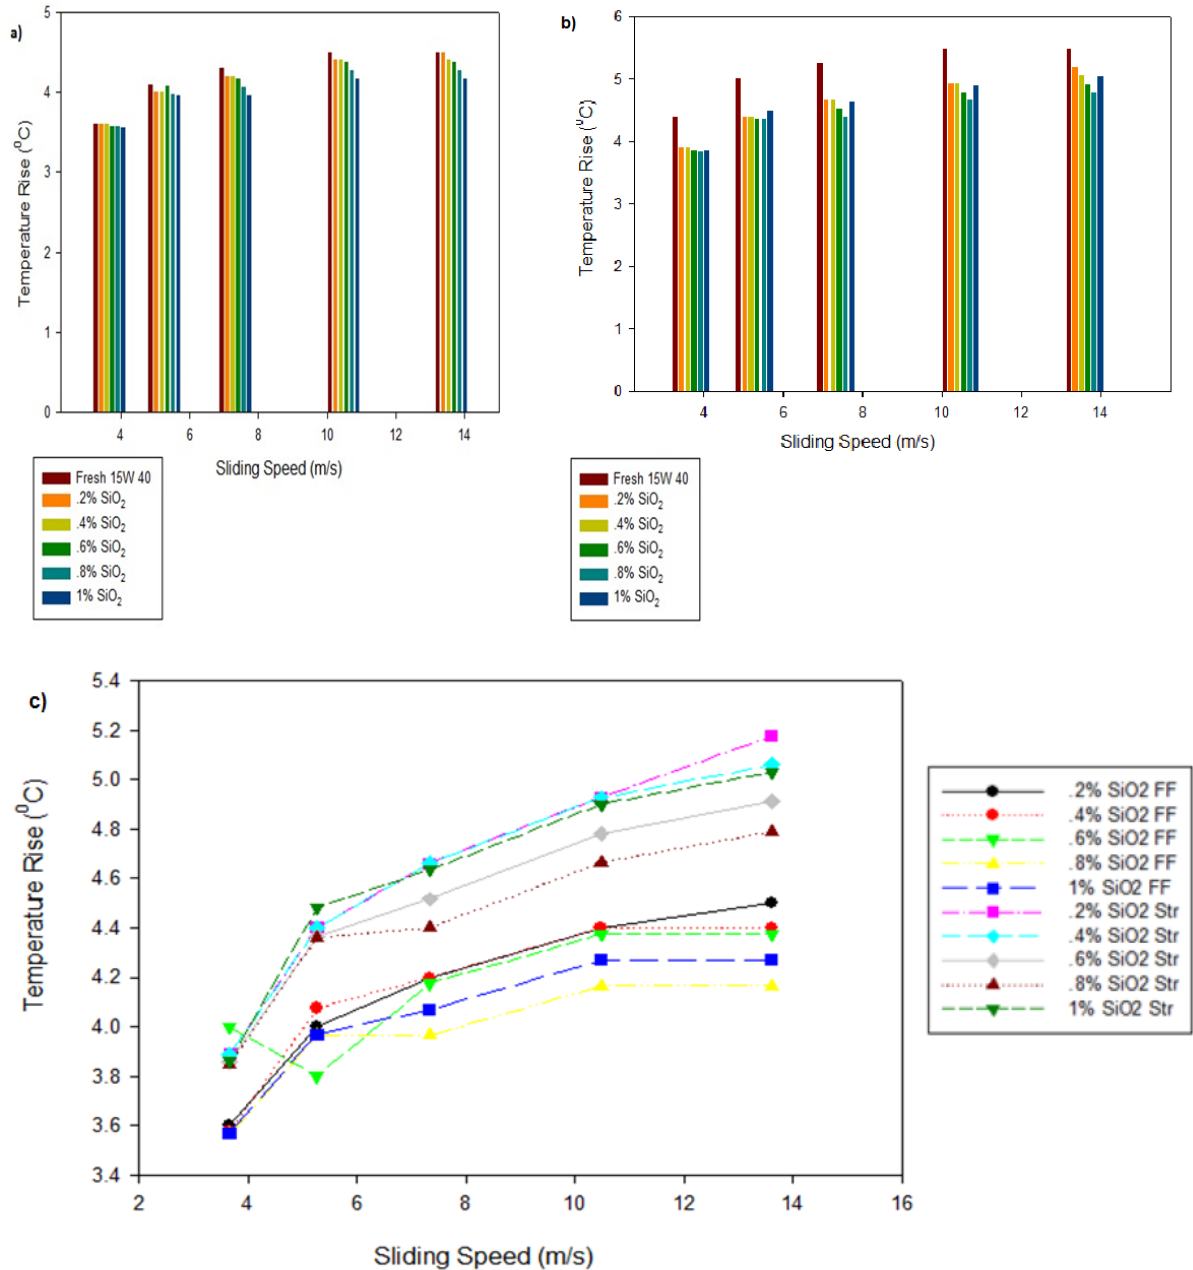 a)
Temperature Rise (⁰C)
5
4
3
2
1
0
4 6 8 10 12 14
Sliding Speed (m/s)
Fresh 15W 40
.2% SiO₂
.4% SiO₂
.6% SiO₂
.8% SiO₂
1% SiO₂
b)
Temperature Rise (⁰C)
6
5
4
3
2
1
0
4 6 8 10 12 14
Sliding Speed (m/s)
Fresh 15W 40
.2% SiO₂
.4% SiO₂
.6% SiO₂
.8% SiO₂
1% SiO₂
c)
Temperature Rise (⁰C)
5.4
5.2
5.0
4.8
4.6
4.4
4.2
4.0
3.8
3.6
3.4
2 4 6 8 10 12 14 16
Sliding Speed (m/s)
.2% SiO2 FF
.4% SiO2 FF
.6% SiO2 FF
.8% SiO2 FF
1% SiO2 FF
.2% SiO2 Str
.4% SiO2 Str
.6% SiO2 Str
.8% SiO2 Str
1% SiO2 Str